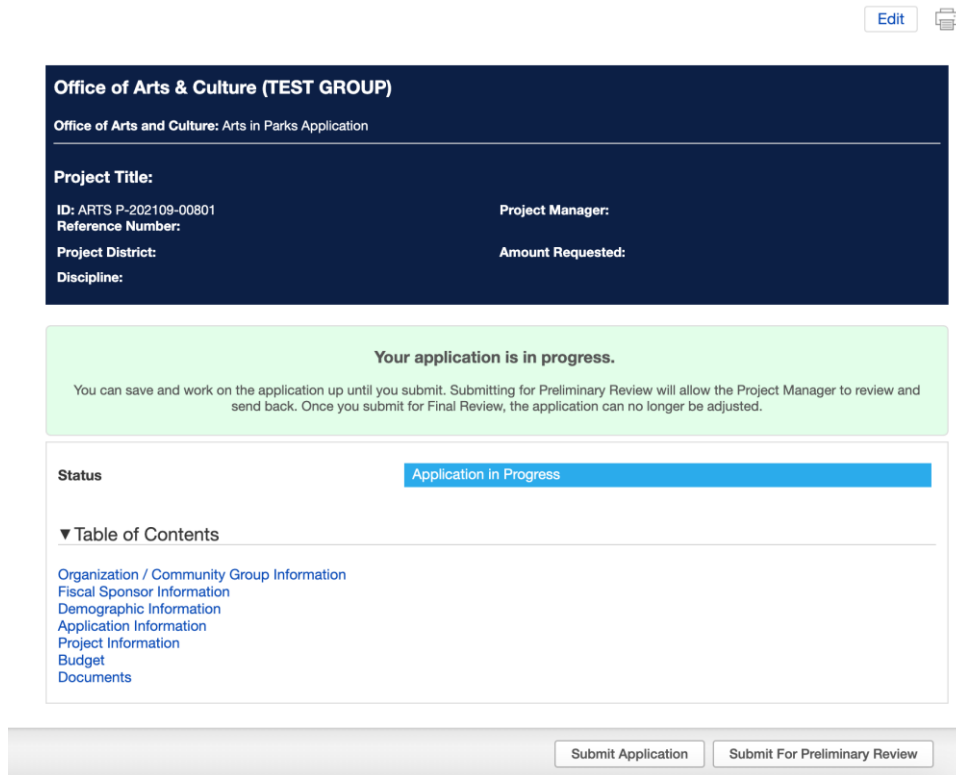 Edit
Office of Arts & Culture (TEST GROUP)
Office of Arts and Culture: Arts in Parks Application
Project Title:
ID: ARTS P-202109-00801
Project Manager:
Reference Number:
Project District:
Amount Requested:
Discipline:
Your application is in progress.
You can save and work on the application up until you submit. Submitting for Preliminary Review will allow the Project Manager to review and
send back. Once you submit for Final Review, the application can no longer be adjusted.
Status
Application in Progress
▼Table of Contents
Organization / Community Group Information
Fiscal Sponsor Information
Demographic Information
Application Information
Project Information
Budget
Documents
Submit Application
Submit For Preliminary Review